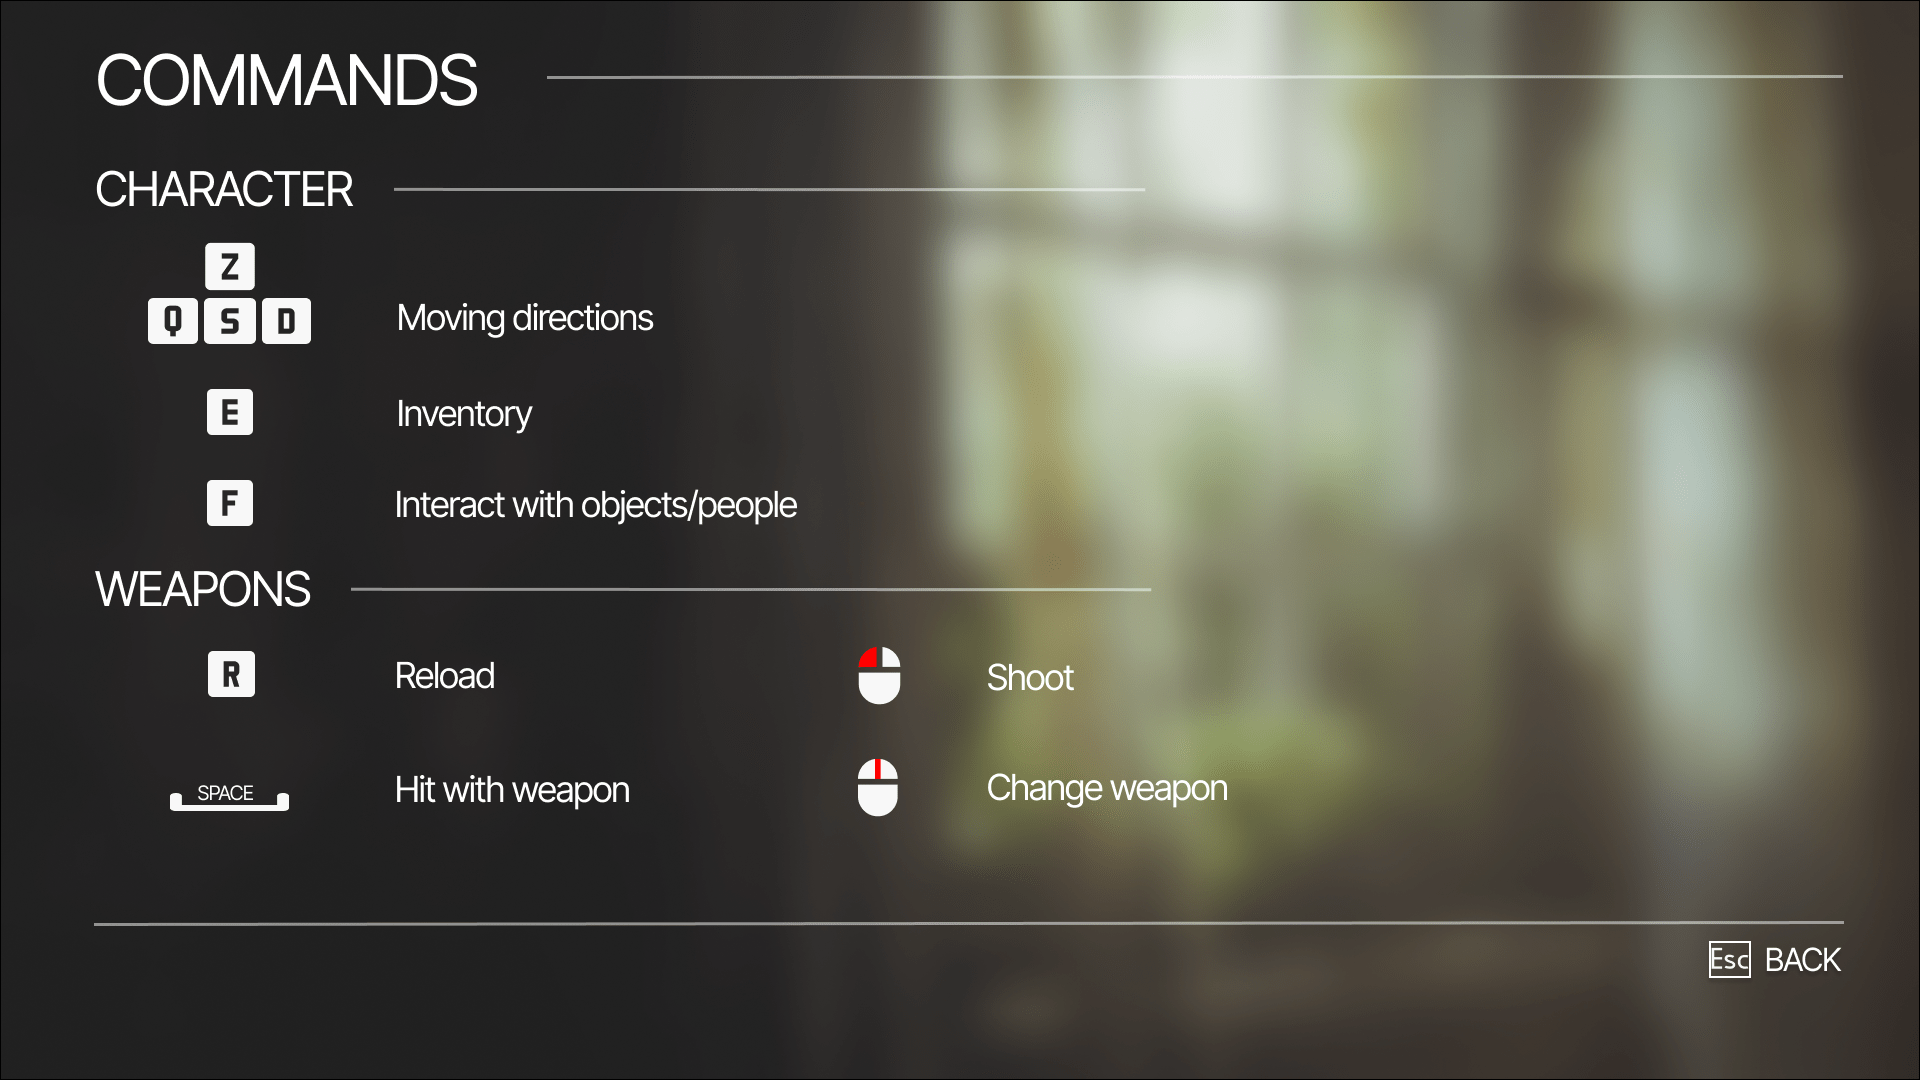 COMMANDS
CHARACTER
Z
Q S D
Moving directions
E
Inventory
F
Interact with objects/people
WEAPONS
R
Reload
Shoot
SPACE
Hit with weapon
Change weapon
Esc BACK